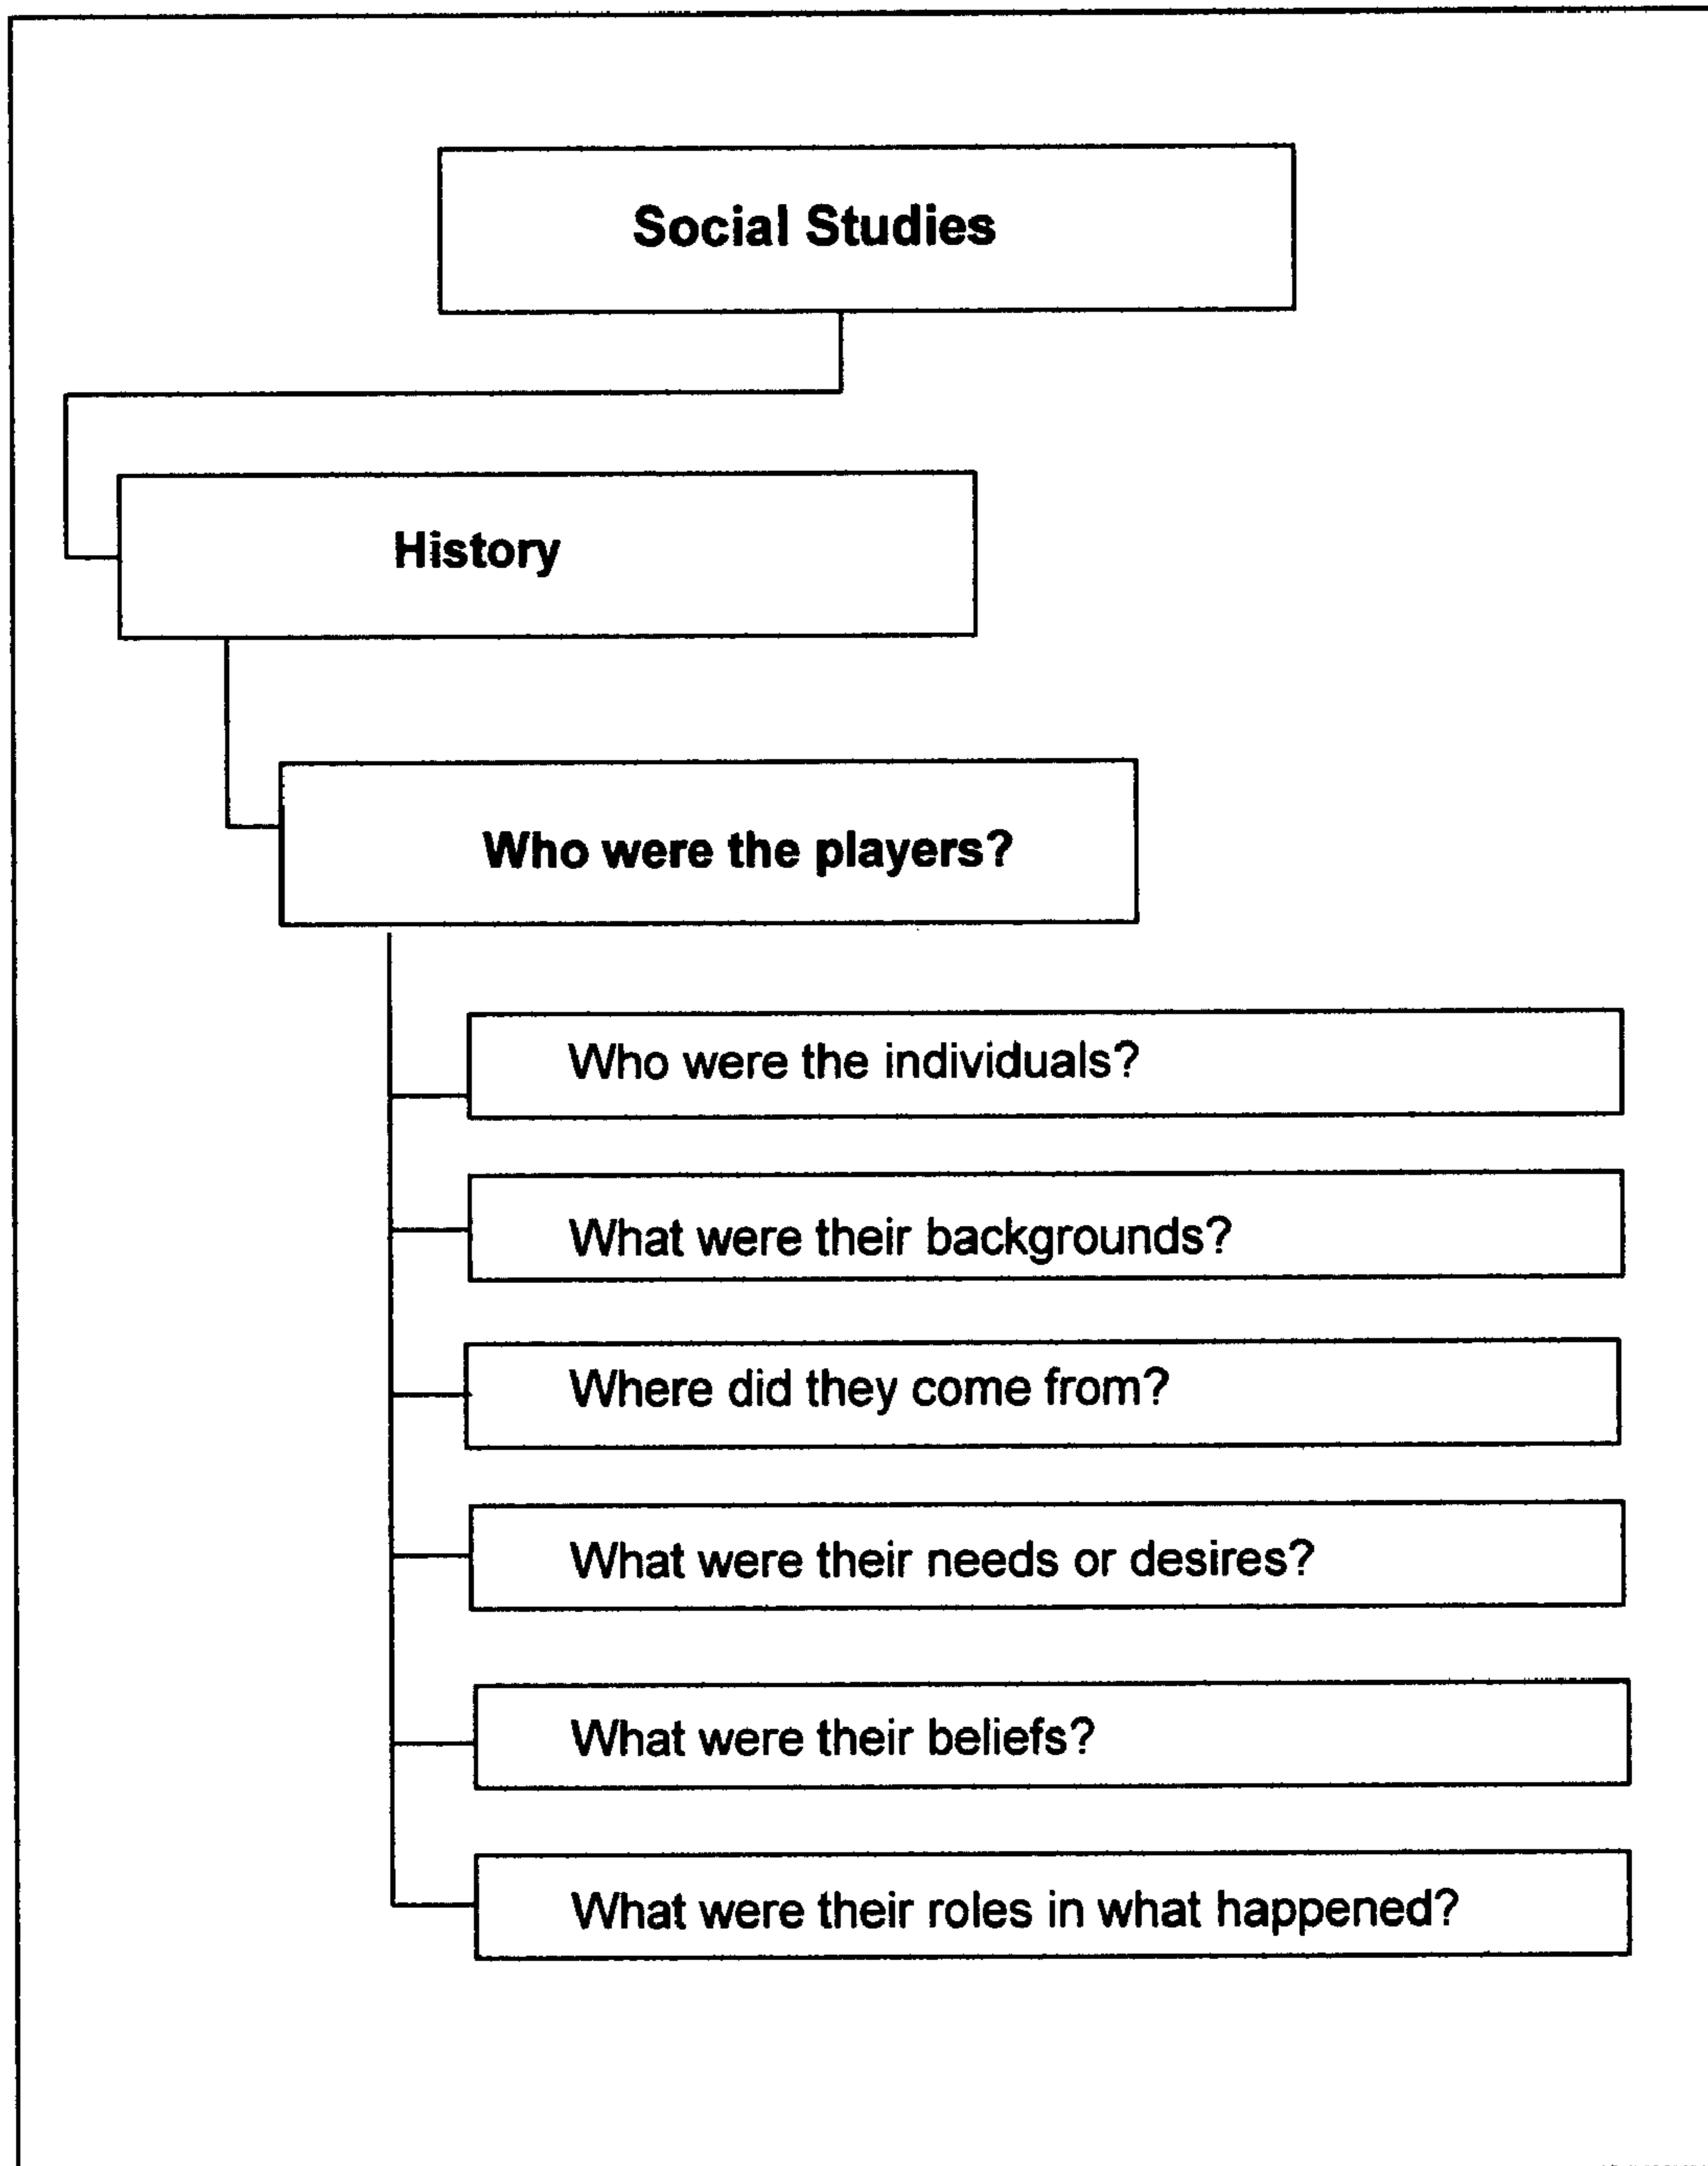 Social Studies
History
Who were the players?
Who were the individuals?
What were their backgrounds?
Where did they come from?
What were their needs or desires?
What were their beliefs?
What were their roles in what happened?